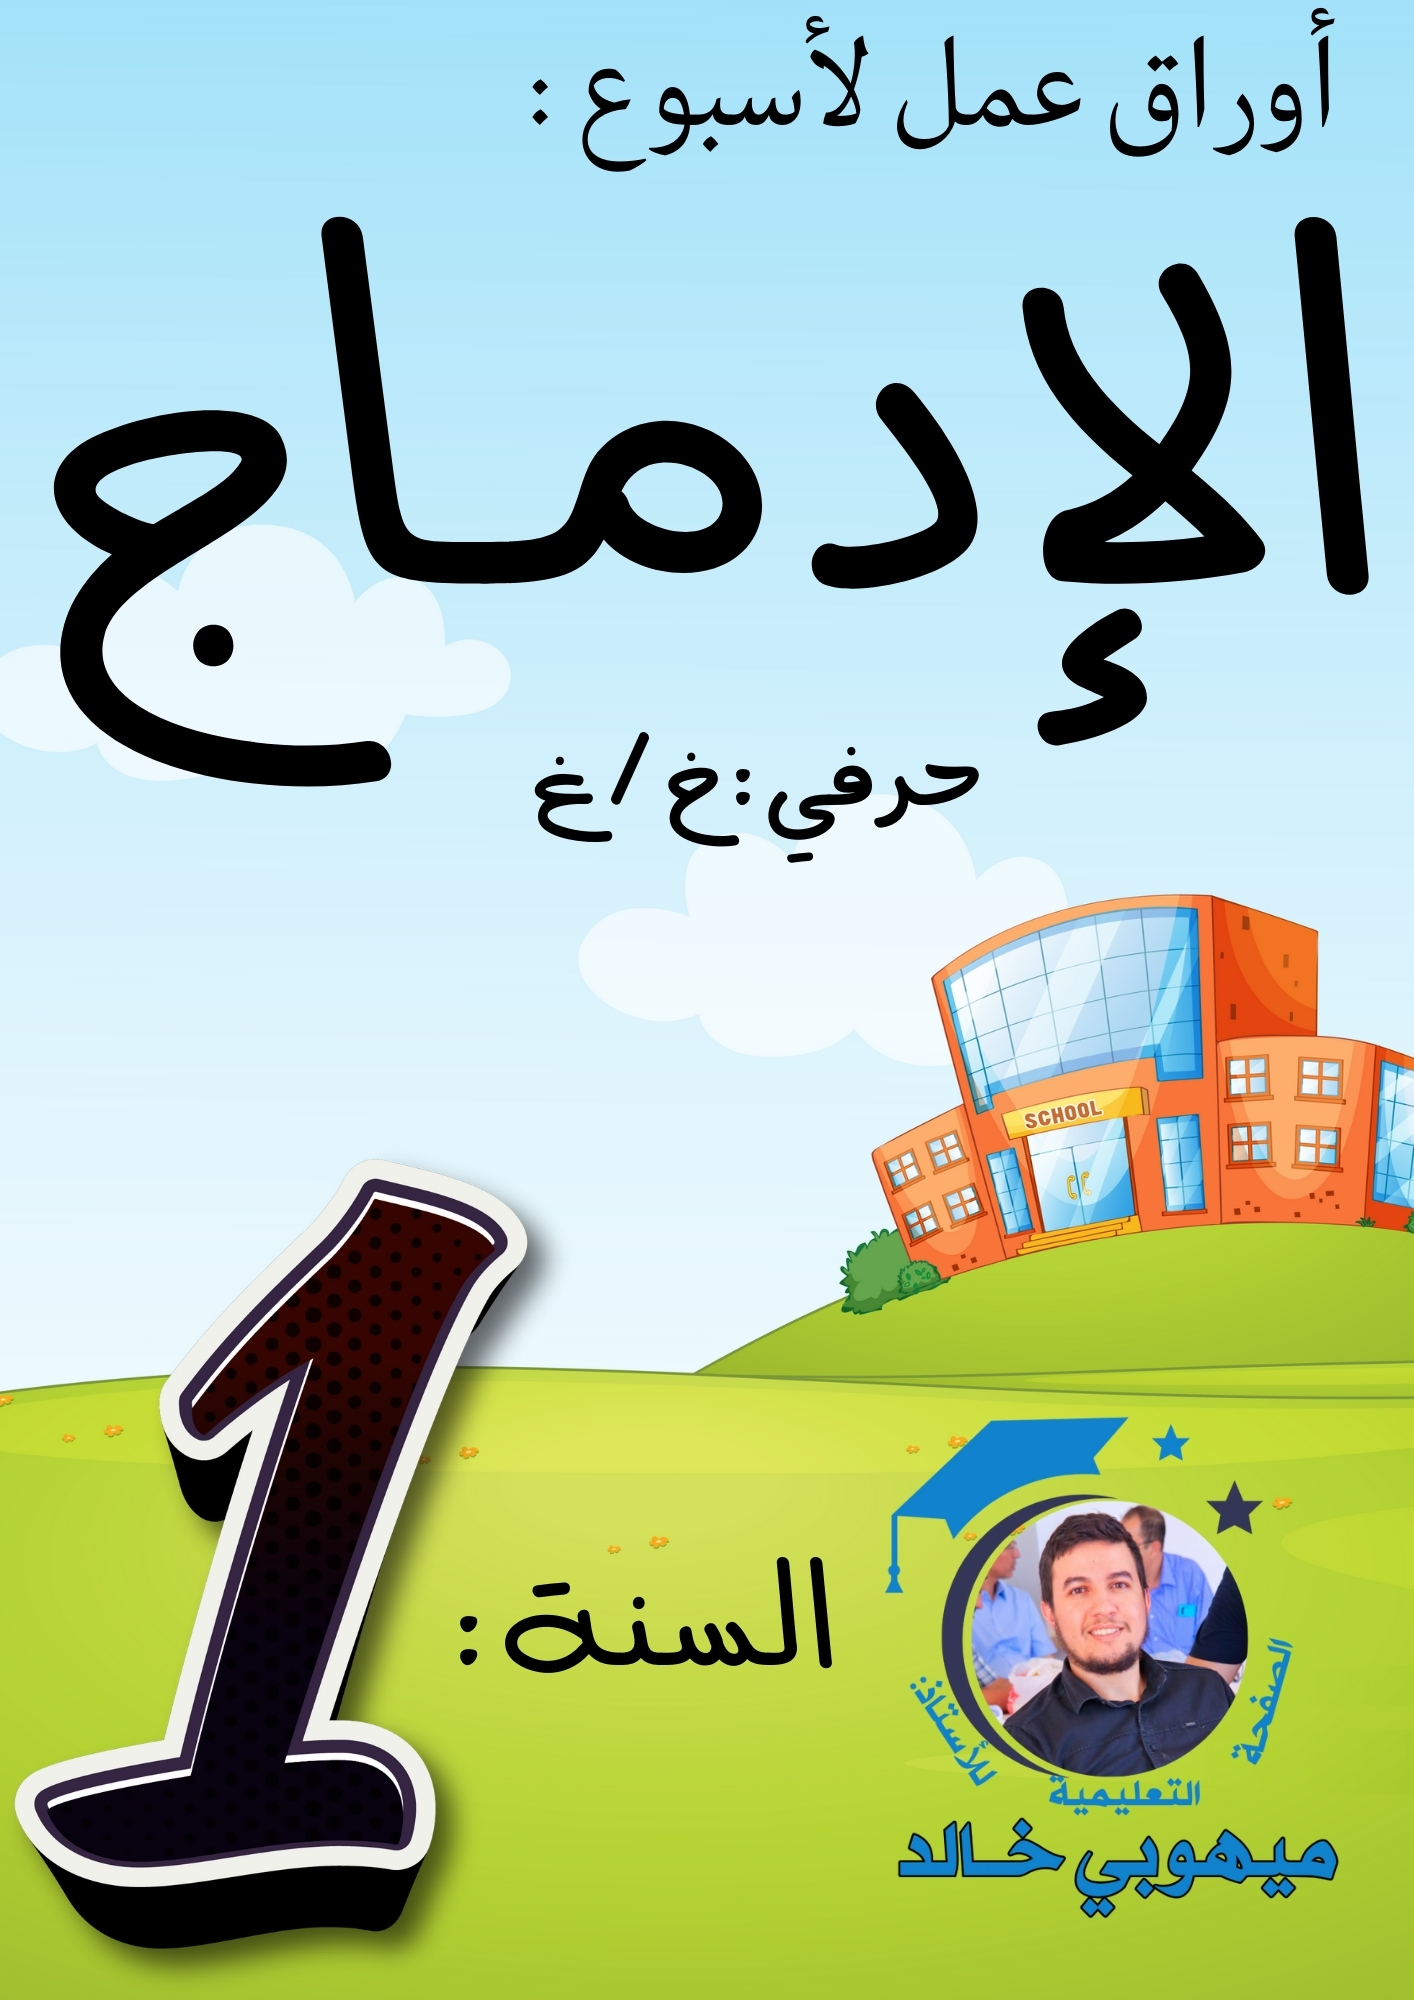 أوراق عمل لأسبوع :
الإدماج
حرفي:خ /غ
SCHOOL
السنة:
1
الصفحة
التعليمية
للأستاذ:
ميهوبي خالد